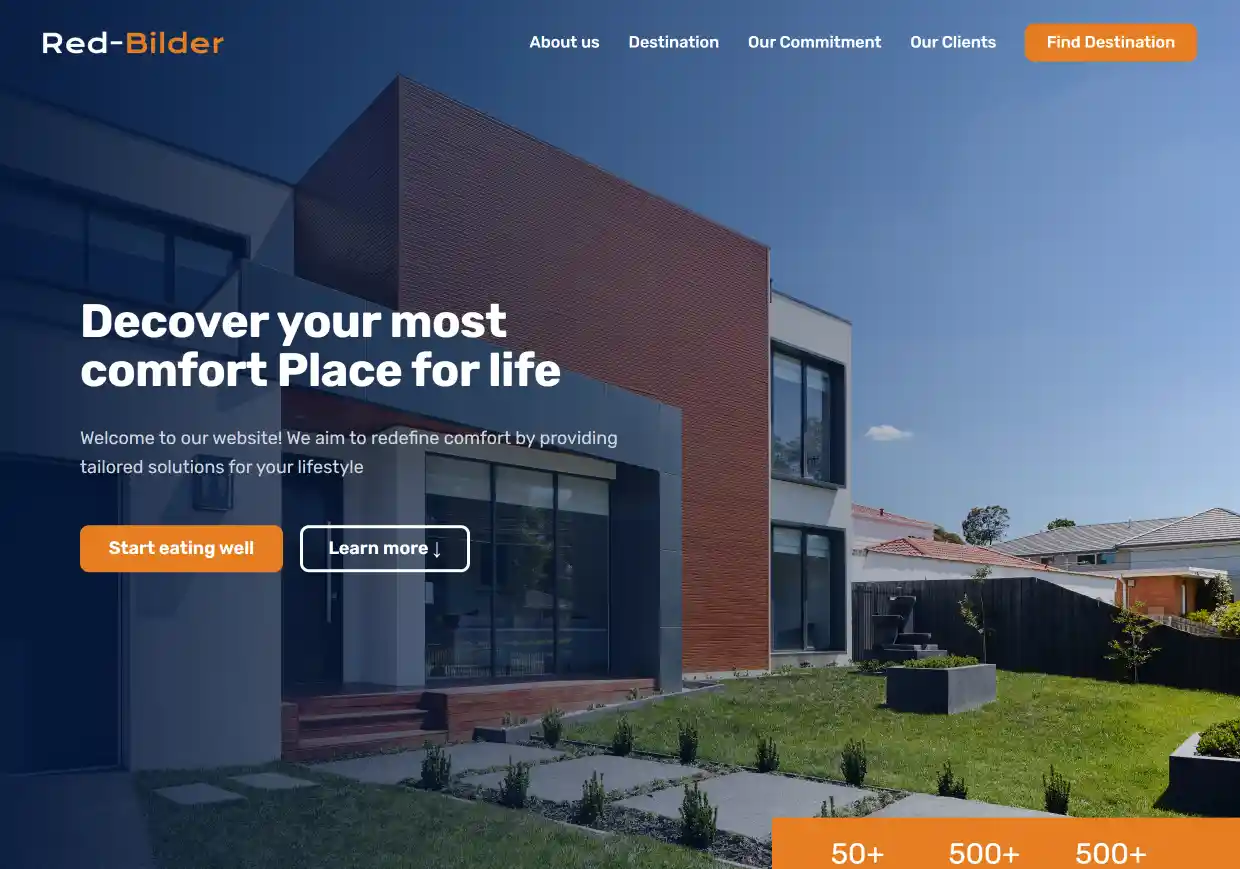 Red-Bilder
About us
Destination
Our Commitment
Our Clients
Find Destination
Decover your most
comfort Place for life
Welcome to our website! We aim to redefine comfort by providing
tailored solutions for your lifestyle
Start eating well
Learn more ↓
50+
500+
500+